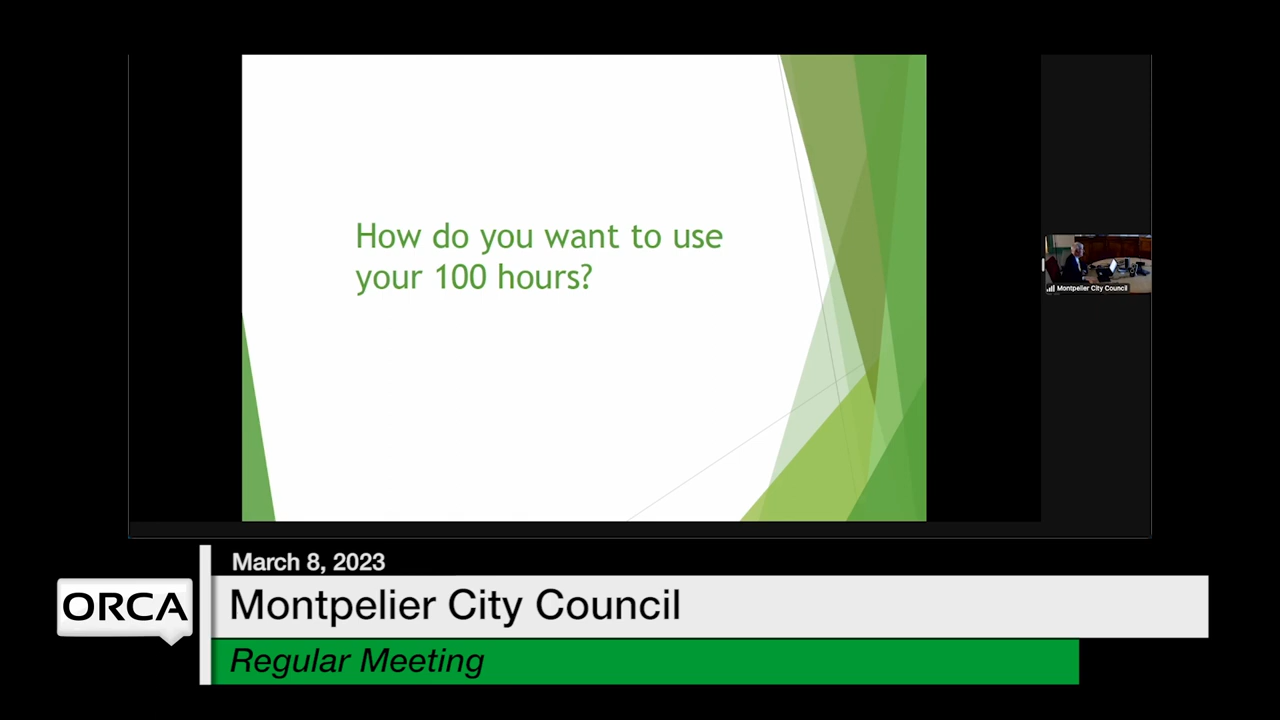 How do you want to use
your 100 hours?
Montpelier City Council
March 8, 2023
ORCA
Montpelier City Council
Regular Meeting